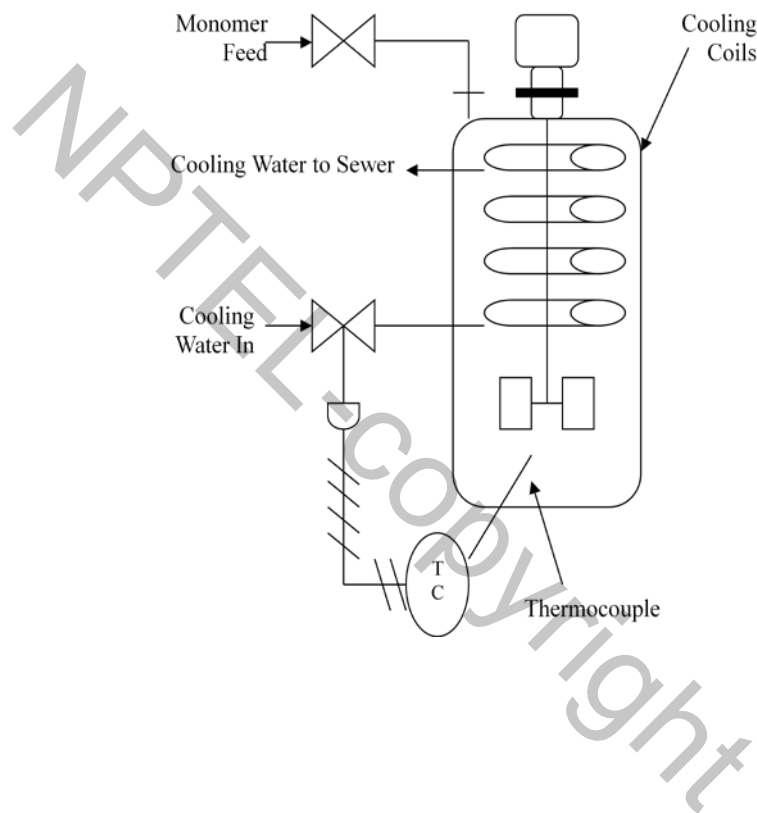 Monomer
Feed
Cooling
Coils
Cooling Water to Sewer
Cooling
Water In
T
C
Thermocouple
NPTEL-copyright